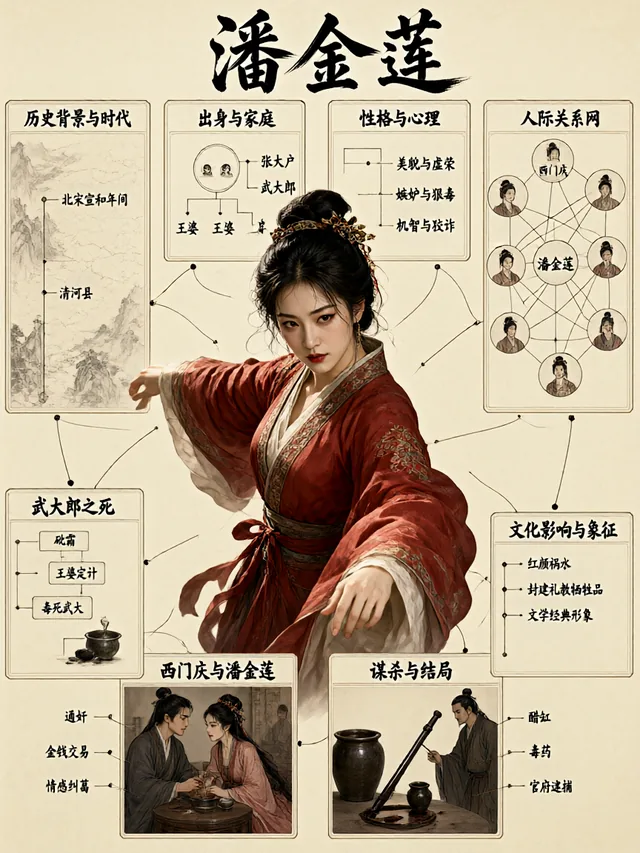 潘金莲
历史背景与时代
北宋宣和年间
清河县
出身与家庭
张大户
武大郎
王婆
王婆
性格与心理
美貌与虚荣
嫉妒与狠毒
机智与狡诈
人际关系网
西门庆
潘金莲
武大郎之死
砒霜
王婆定计
毒死武大
文化影响与象征
红颜祸水
封建礼教牺牲品
文学经典形象
西门庆与潘金莲
通奸
金钱交易
情感纠葛
谋杀与结局
醋缸
毒药
官府逮捕